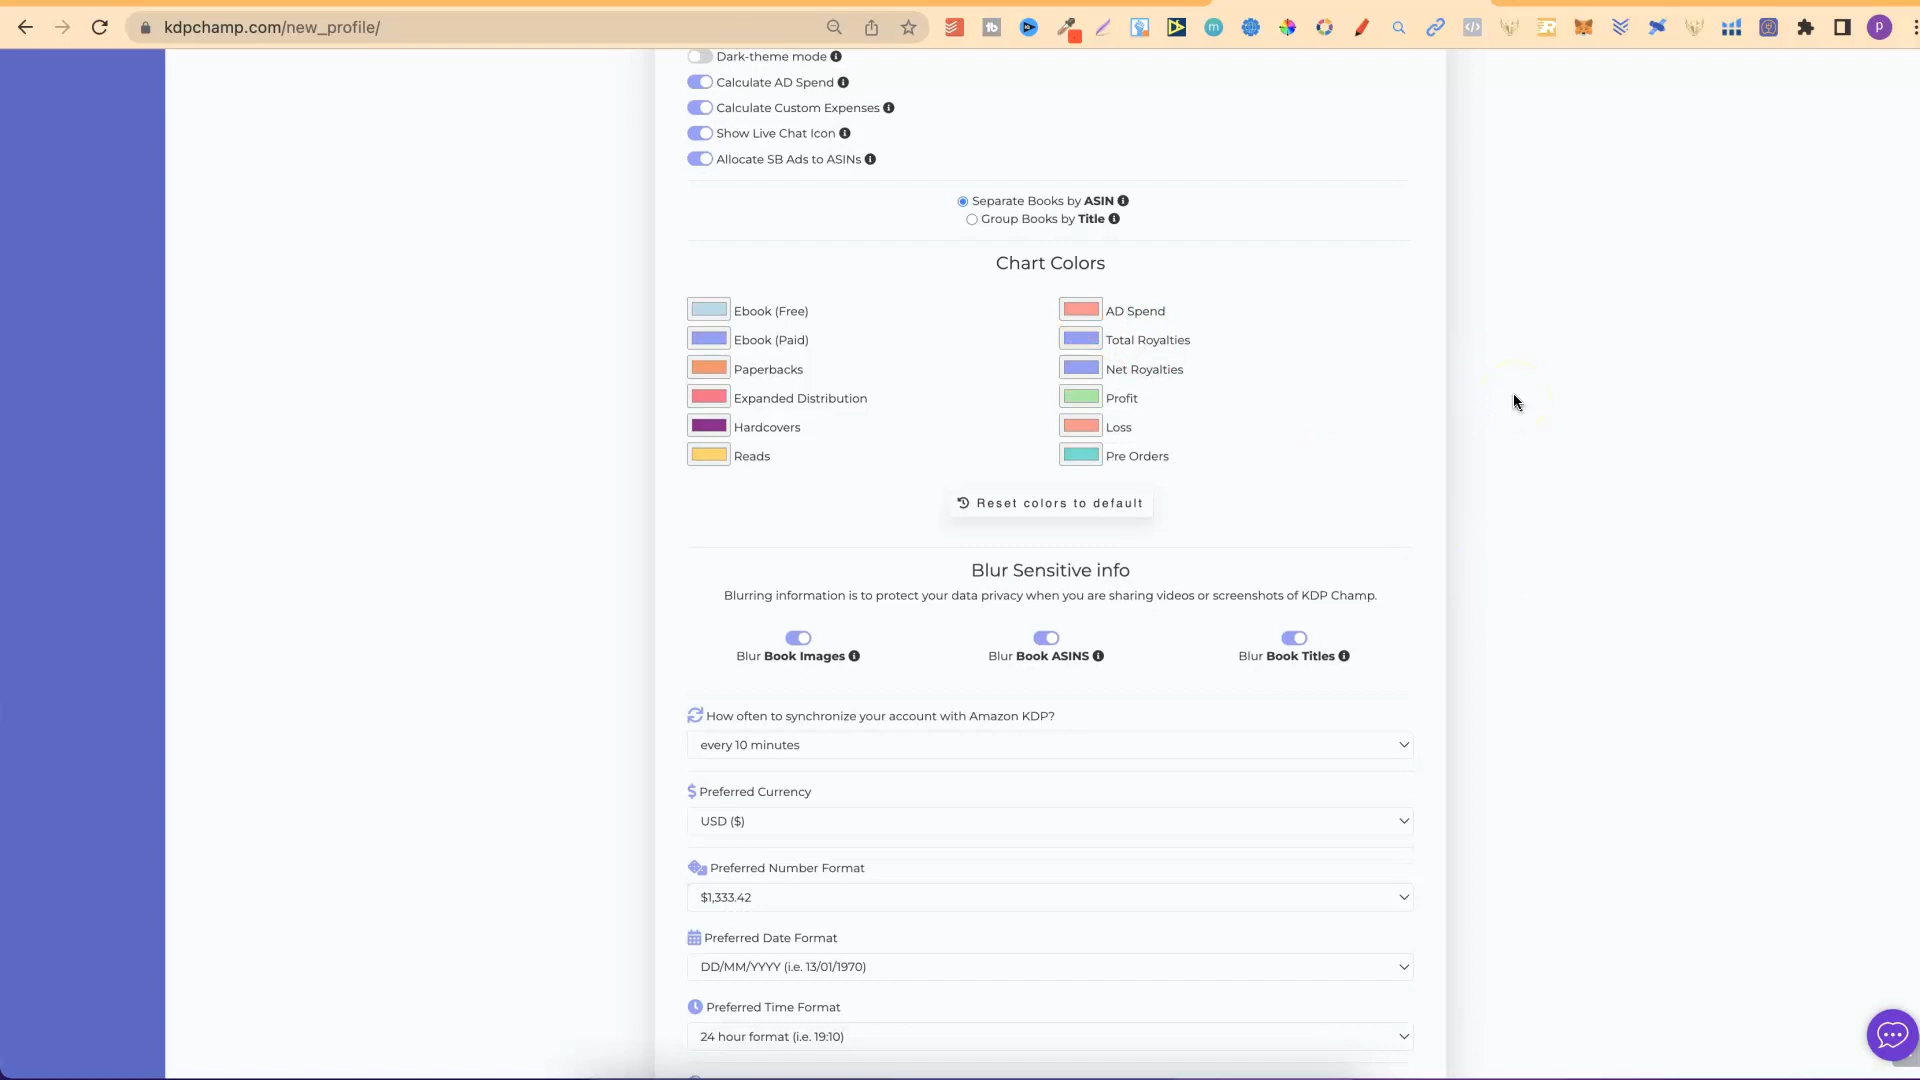 kdpchamp.com/new_profile/
Dark-theme mode
Calculate AD Spend
Calculate Custom Expenses
Show Live Chat Icon
Allocate SB Ads to ASINs
Separate Books by ASIN
Group Books by Title
Chart Colors
Ebook (Free)
Ebook (Paid)
Paperbacks
Expanded Distribution
Hardcovers
Reads
AD Spend
Total Royalties
Net Royalties
Profit
Loss
Pre Orders
Reset colors to default
Blur Sensitive info
Blurring information is to protect your data privacy when you are sharing videos or screenshots of KDP Champ.
Blur Book Images
Blur Book ASINS
Blur Book Titles
How often to synchronize your account with Amazon KDP?
every 10 minutes
Preferred Currency
USD ($)
Preferred Number Format
$1,333.42
Preferred Date Format
DD/MM/YYYY (i.e. 13/01/1970)
Preferred Time Format
24 hour format (i.e. 19:10)